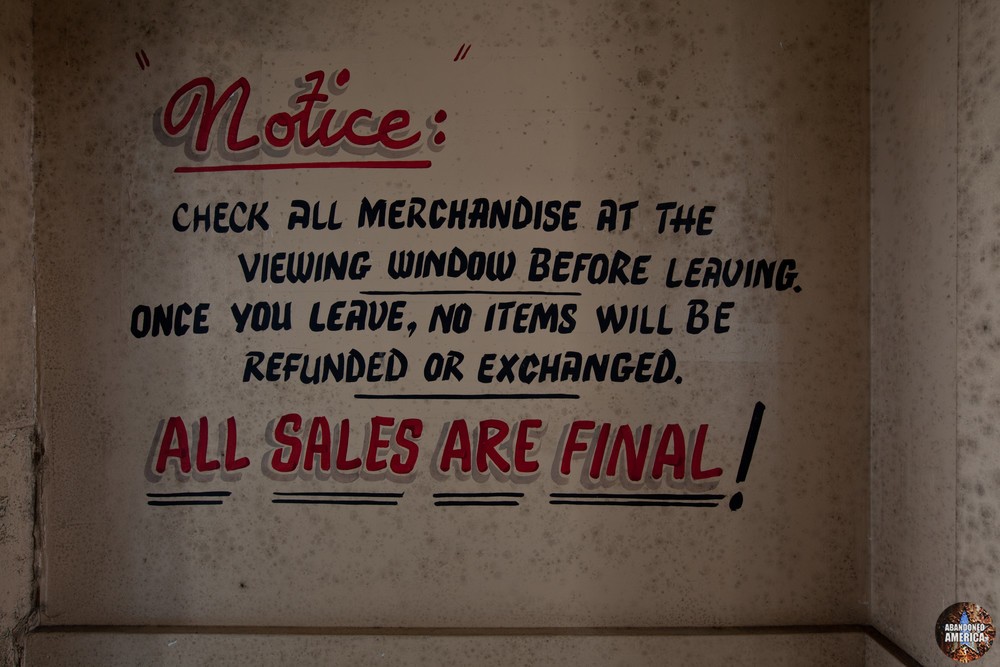 "Notice:"
CHECK ALL MERCHANDISE AT THE
VIEWING WINDOW BEFORE LEAVING.
ONCE YOU LEAVE, NO ITEMS WILL BE
REFUNDED OR EXCHANGED.
ALL SALES ARE FINAL!
ABANDONED
AMERICA